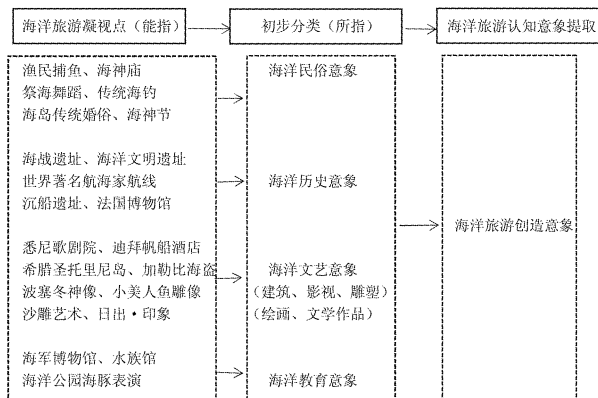 海洋旅游凝视点（能指）
初步分类（所指）
海洋旅游认知意象提取
渔民捕鱼、海神庙
祭海舞蹈、传统海钓
海岛传统婚俗、海神节
海洋民俗意象
海战遗址、海洋文明遗址
世界著名航海家航线
沉船遗址、法国博物馆
海洋历史意象
海洋旅游创造意象
悉尼歌剧院、迪拜帆船酒店
希腊圣托里尼岛、加勒比海盗
波塞冬神像、小美人鱼雕像
沙雕艺术、日出·印象
海洋文艺意象
（建筑、影视、雕塑）
（绘画、文学作品）
海军博物馆、水族馆
海洋公园海豚表演
海洋教育意象